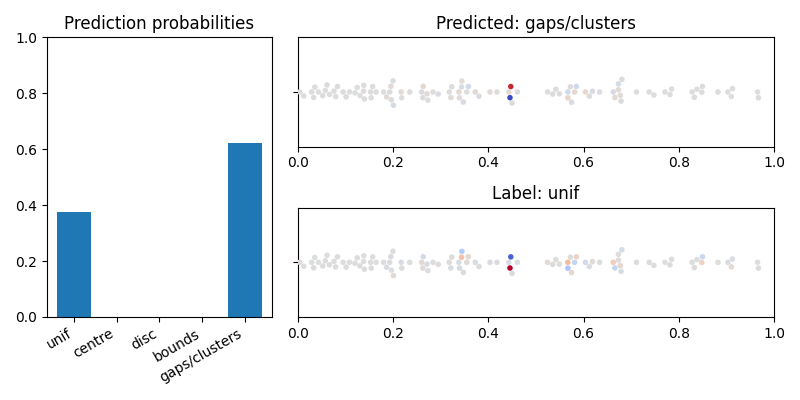 Prediction probabilities
1.0
0.8
0.6
0.4
0.2
0.0
unif
centre
disc
bounds
gaps/clusters
Predicted: gaps/clusters
0.0 0.2 0.4 0.6 0.8 1.0
Label: unif
0.0 0.2 0.4 0.6 0.8 1.0